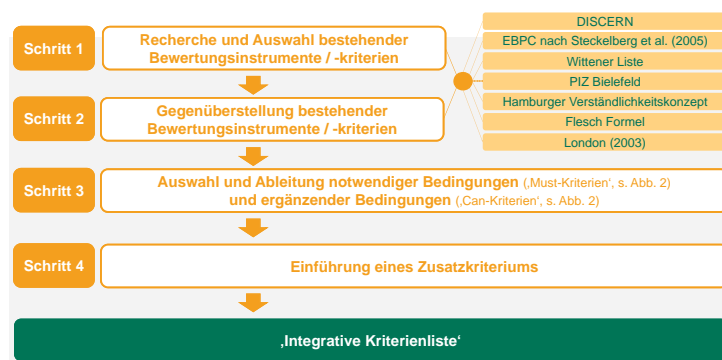 Schritt 1
Recherche und Auswahl bestehender
Bewertungsinstrumente / -kriterien
DISCERN
EBPC nach Steckelberg et al. (2005)
Wittener Liste
PIZ Bielefeld
Hamburger Verständlichkeitskonzept
Flesch Formel
London (2003)
Schritt 2
Gegenüberstellung bestehender
Bewertungsinstrumente / -kriterien
Schritt 3
Auswahl und Ableitung notwendiger Bedingungen (‚Must-Kriterien‘, s. Abb. 2)
und ergänzender Bedingungen (‚Can-Kriterien‘, s. Abb. 2)
Schritt 4
Einführung eines Zusatzkriteriums
‚Integrative Kriterienliste‘